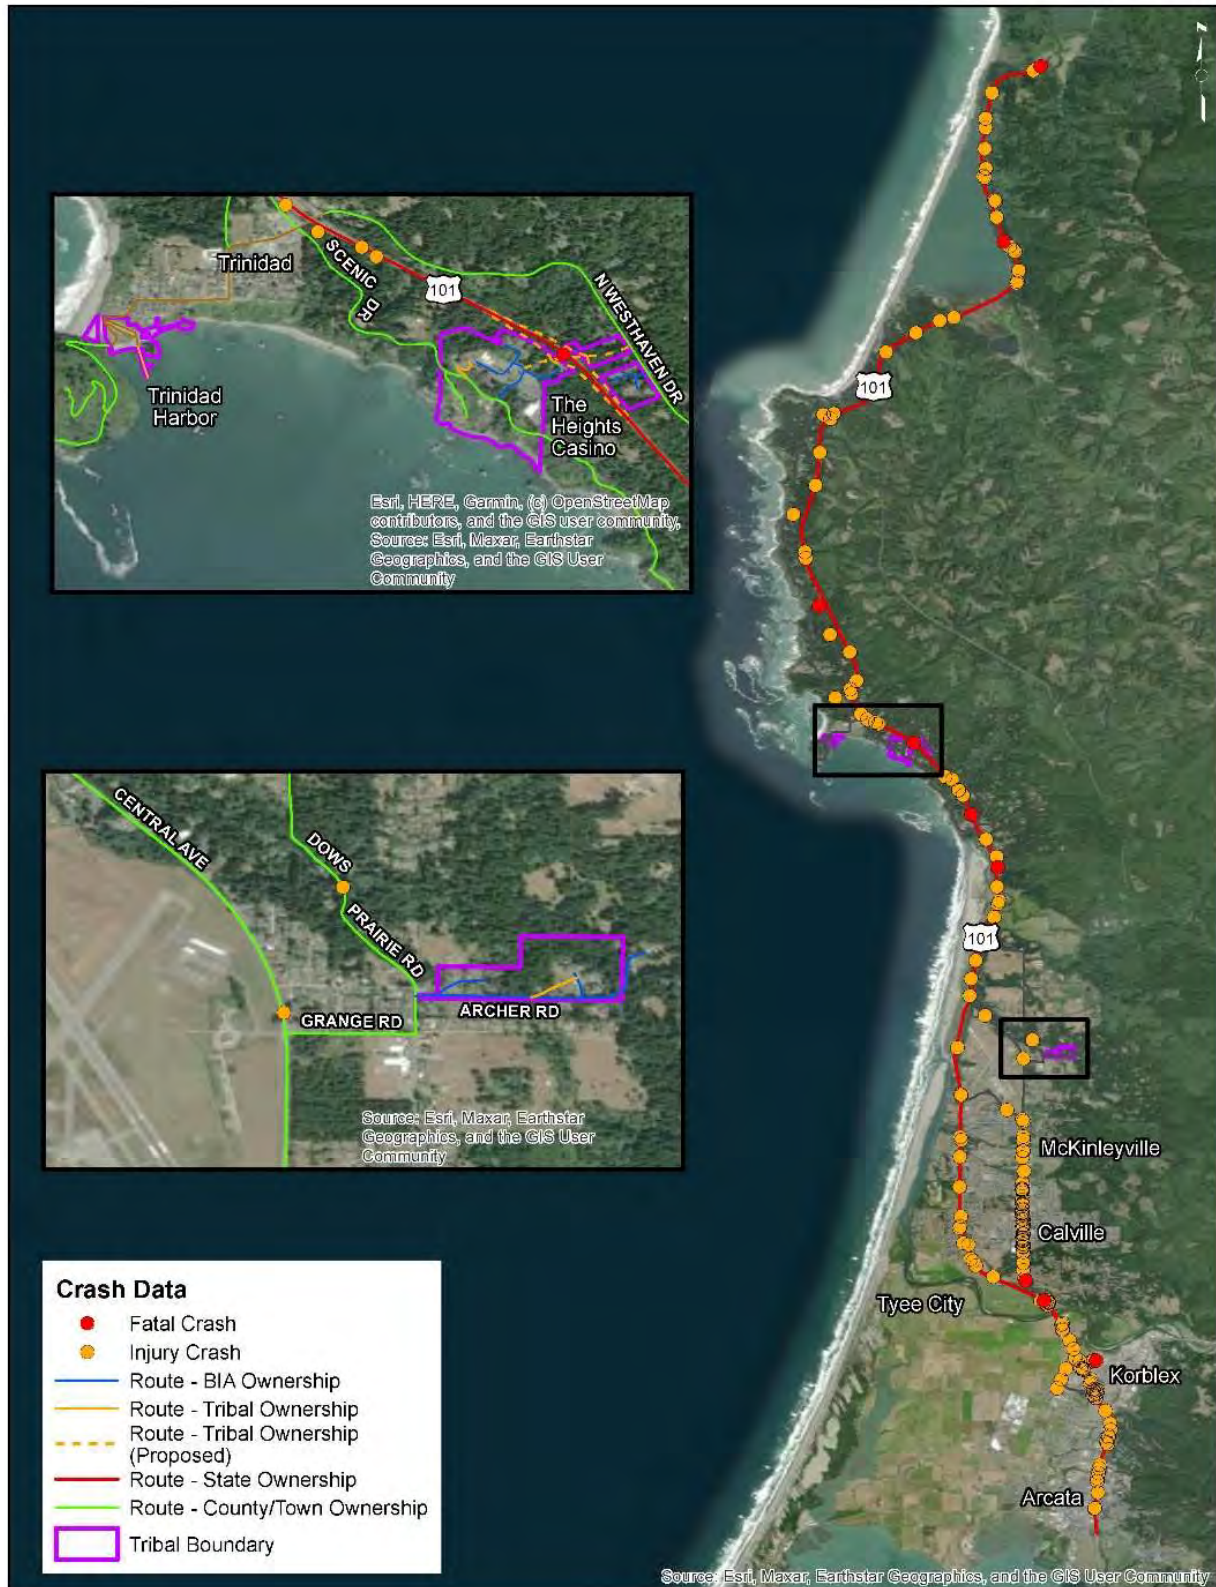 N
Trinidad
SCENIC
DR
101
N WESTHAVEN DR
Trinidad
Harbor
The
Heights
Casino
Esri, HERE, Garmin, (c) OpenStreetMap
contributors, and the GIS user community,
Source: Esri, Maxar, Earthstar
Geographics, and the GIS User
Community
101
101
CENTRAL AVE
DOWS
PRAIRIE RD
GRANGE RD
ARCHER RD
Source: Esri, Maxar, Earthstar
Geographics, and the GIS User
Community
McKinleyville
Calville
Tyee City
Korblex
Arcata
Crash Data
Fatal Crash
Injury Crash
Route - BIA Ownership
Route - Tribal Ownership
Route - Tribal Ownership
(Proposed)
Route - State Ownership
Route - County/Town Ownership
Tribal Boundary
Source: Esri, Maxar, Earthstar Geographics, and the GIS User Community